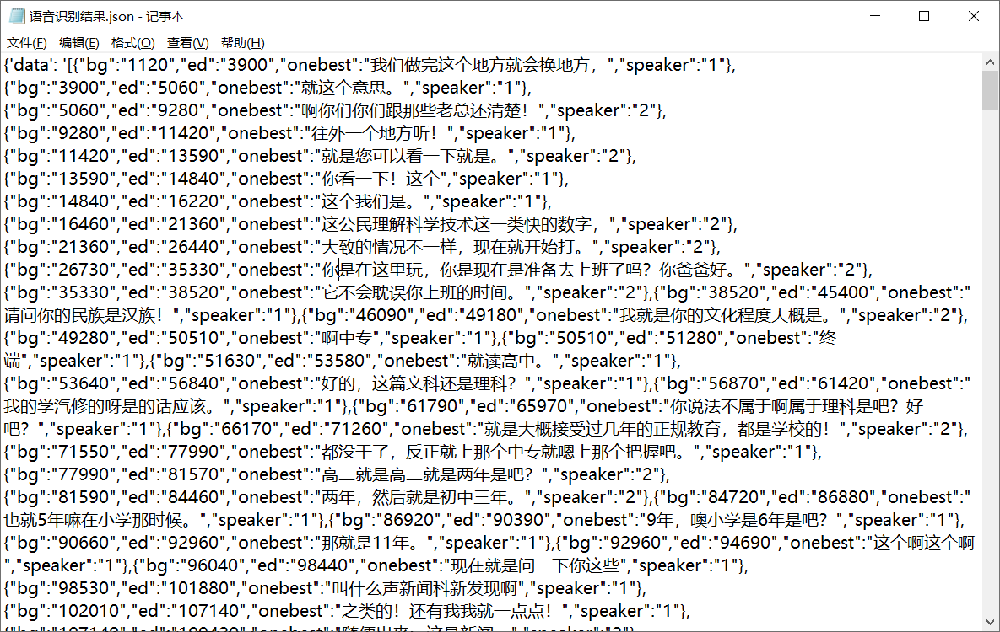 语音识别结果.json - 记事本
文件(F) 编辑(E) 格式(O) 查看(V) 帮助(H)
{'data': '[{"bg":"1120","ed":"3900","onebest":"我们做完这个地方就会换地方，","speaker":"1"},
{"bg":"3900","ed":"5060","onebest":"就这个意思。","speaker":"1"},
{"bg":"5060","ed":"9280","onebest":"啊你们你们跟那些老总还清楚！","speaker":"2"},
{"bg":"9280","ed":"11420","onebest":"往外一个地方听！","speaker":"1"},
{"bg":"11420","ed":"13590","onebest":"就是您可以看一下就是。","speaker":"2"},
{"bg":"13590","ed":"14840","onebest":"你看一下！这个","speaker":"1"},
{"bg":"14840","ed":"16220","onebest":"这个我们是。","speaker":"1"},
{"bg":"16460","ed":"21360","onebest":"这公民理解科学技术这一类快的数字，","speaker":"2"},
{"bg":"21360","ed":"26440","onebest":"大致的情况不一样，现在就开始打。","speaker":"2"},
{"bg":"26730","ed":"35330","onebest":"你是在这里玩，你是现在是准备去上班了吗？你爸爸好。","speaker":"2"},
{"bg":"35330","ed":"38520","onebest":"它不会耽误你上班的时间。","speaker":"2"},{"bg":"38520","ed":"45400","onebest":"
请问你的民族是汉族！","speaker":"1"},{"bg":"46090","ed":"49180","onebest":"我就是你的文化程度大概是。","speaker":"2"},
{"bg":"49280","ed":"50510","onebest":"啊中专","speaker":"1"},{"bg":"50510","ed":"51280","onebest":"终
端","speaker":"1"},{"bg":"51630","ed":"53580","onebest":"就读高中。","speaker":"1"},
{"bg":"53640","ed":"56840","onebest":"好的，这篇文科还是理科？","speaker":"1"},{"bg":"56870","ed":"61420","onebest":"
我的学汽修的呀是的话应该。","speaker":"1"},{"bg":"61790","ed":"65970","onebest":"你说法不属于啊属于理科是吧？好
吧？","speaker":"1"},{"bg":"66170","ed":"71260","onebest":"就是大概接受过几年的正规教育，都是学校的！","speaker":"2"},
{"bg":"71550","ed":"77990","onebest":"都没干了，反正就上那个中专就嗯上那个把握吧。","speaker":"1"},
{"bg":"77990","ed":"81570","onebest":"高二就是高二就是两年是吧？","speaker":"2"},
{"bg":"81590","ed":"84460","onebest":"两年，然后就是初中三年。","speaker":"2"},{"bg":"84720","ed":"86880","onebest":"
也就5年嘛在小学那时候。","speaker":"1"},{"bg":"86920","ed":"90390","onebest":"9年，噢小学是6年是吧？","speaker":"1"},
{"bg":"90660","ed":"92960","onebest":"那就是11年。","speaker":"1"},{"bg":"92960","ed":"94690","onebest":"这个啊这个啊
","speaker":"1"},{"bg":"96040","ed":"98440","onebest":"现在就是问一下你这些","speaker":"1"},
{"bg":"98530","ed":"101880","onebest":"叫什么声新闻科新发现啊","speaker":"1"},
{"bg":"102010","ed":"107140","onebest":"之类的！还有我我就一点点！","speaker":"1"},